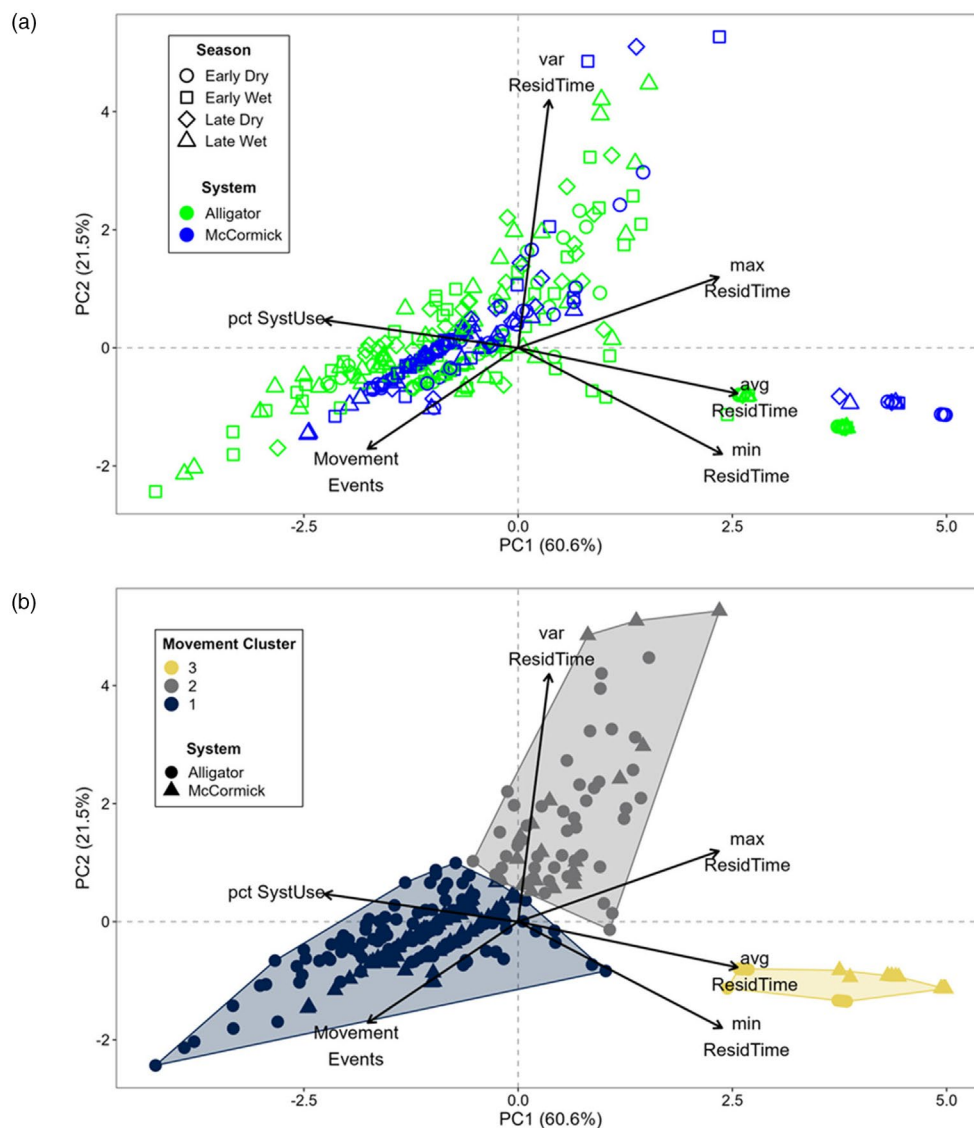 (a)
Season
Early Dry
Early Wet
Late Dry
Late Wet
System
Alligator
McCormick
var
ResidTime
max
ResidTime
pct SystUse
avg
ResidTime
min
ResidTime
Movement
Events
4
2
0
-2
PC2 (21.5%)
-2.5
0.0
2.5
5.0
PC1 (60.6%)
(b)
Movement Cluster
3
2
1
System
Alligator
McCormick
var
ResidTime
max
ResidTime
pct SystUse
avg
ResidTime
min
ResidTime
Movement
Events
4
2
0
-2
PC2 (21.5%)
-2.5
0.0
2.5
5.0
PC1 (60.6%)